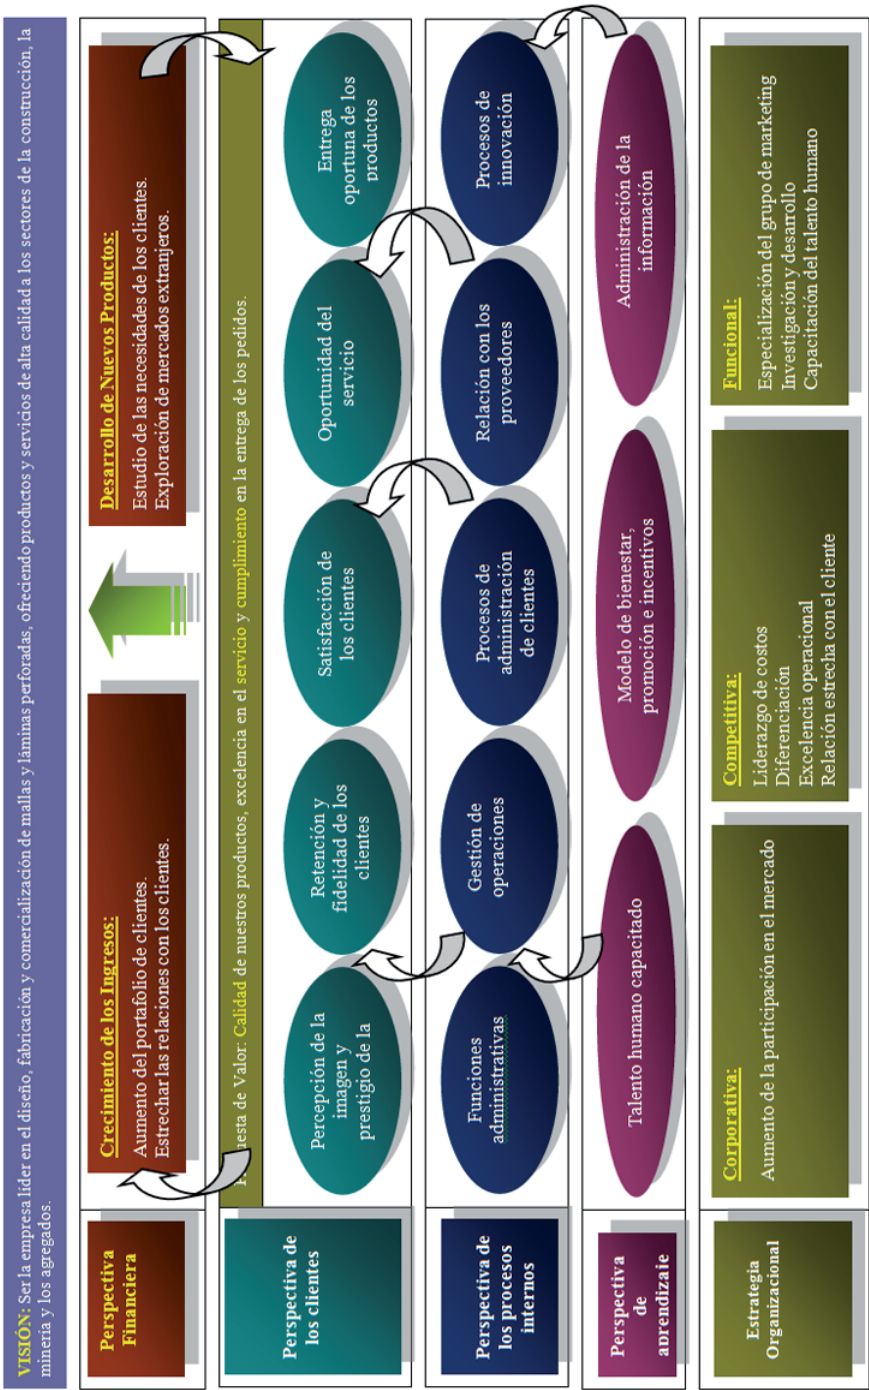 VISIÓN: Ser la empresa líder en el diseño, fabricación y comercialización de mallas y láminas perforadas, ofreciendo productos y servicios de alta calidad a los sectores de la construcción, la
minería y los agregados.
Perspectiva
Financiera
Crecimiento de los Ingresos:
Aumento del portafolio de clientes.
Estrechar las relaciones con los clientes.
Desarrollo de Nuevos Productos:
Estudio de las necesidades de los clientes.
Exploración de mercados extranjeros.
Perspectiva de
los clientes
uesta de Valor: Calidad de nuestros productos, excelencia en el servicio y cumplimiento en la entrega de los pedidos.
Percepción de la
imagen y
prestigio de la
Retención y
fidelidad de los
clientes
Satisfacción de
los clientes
Oportunidad del
servicio
Entrega
oportuna de los
productos
Perspectiva de
los procesos
internos
Funciones
administrativas
Gestión de
operaciones
Procesos de
administración
de clientes
Relación con los
proveedores
Procesos de
innovación
Perspectiva
de
aprendizaje
Talento humano capacitado
Modelo de bienestar,
promoción e incentivos
Administración de la
información
Estrategia
Organizacional
Corporativa:
Aumento de la participación en el mercado
Competitiva:
Liderazgo de costos
Diferenciación
Excelencia operacional
Relación estrecha con el cliente
Funcional:
Especialización del grupo de marketing
Investigación y desarrollo
Capacitación del talento humano